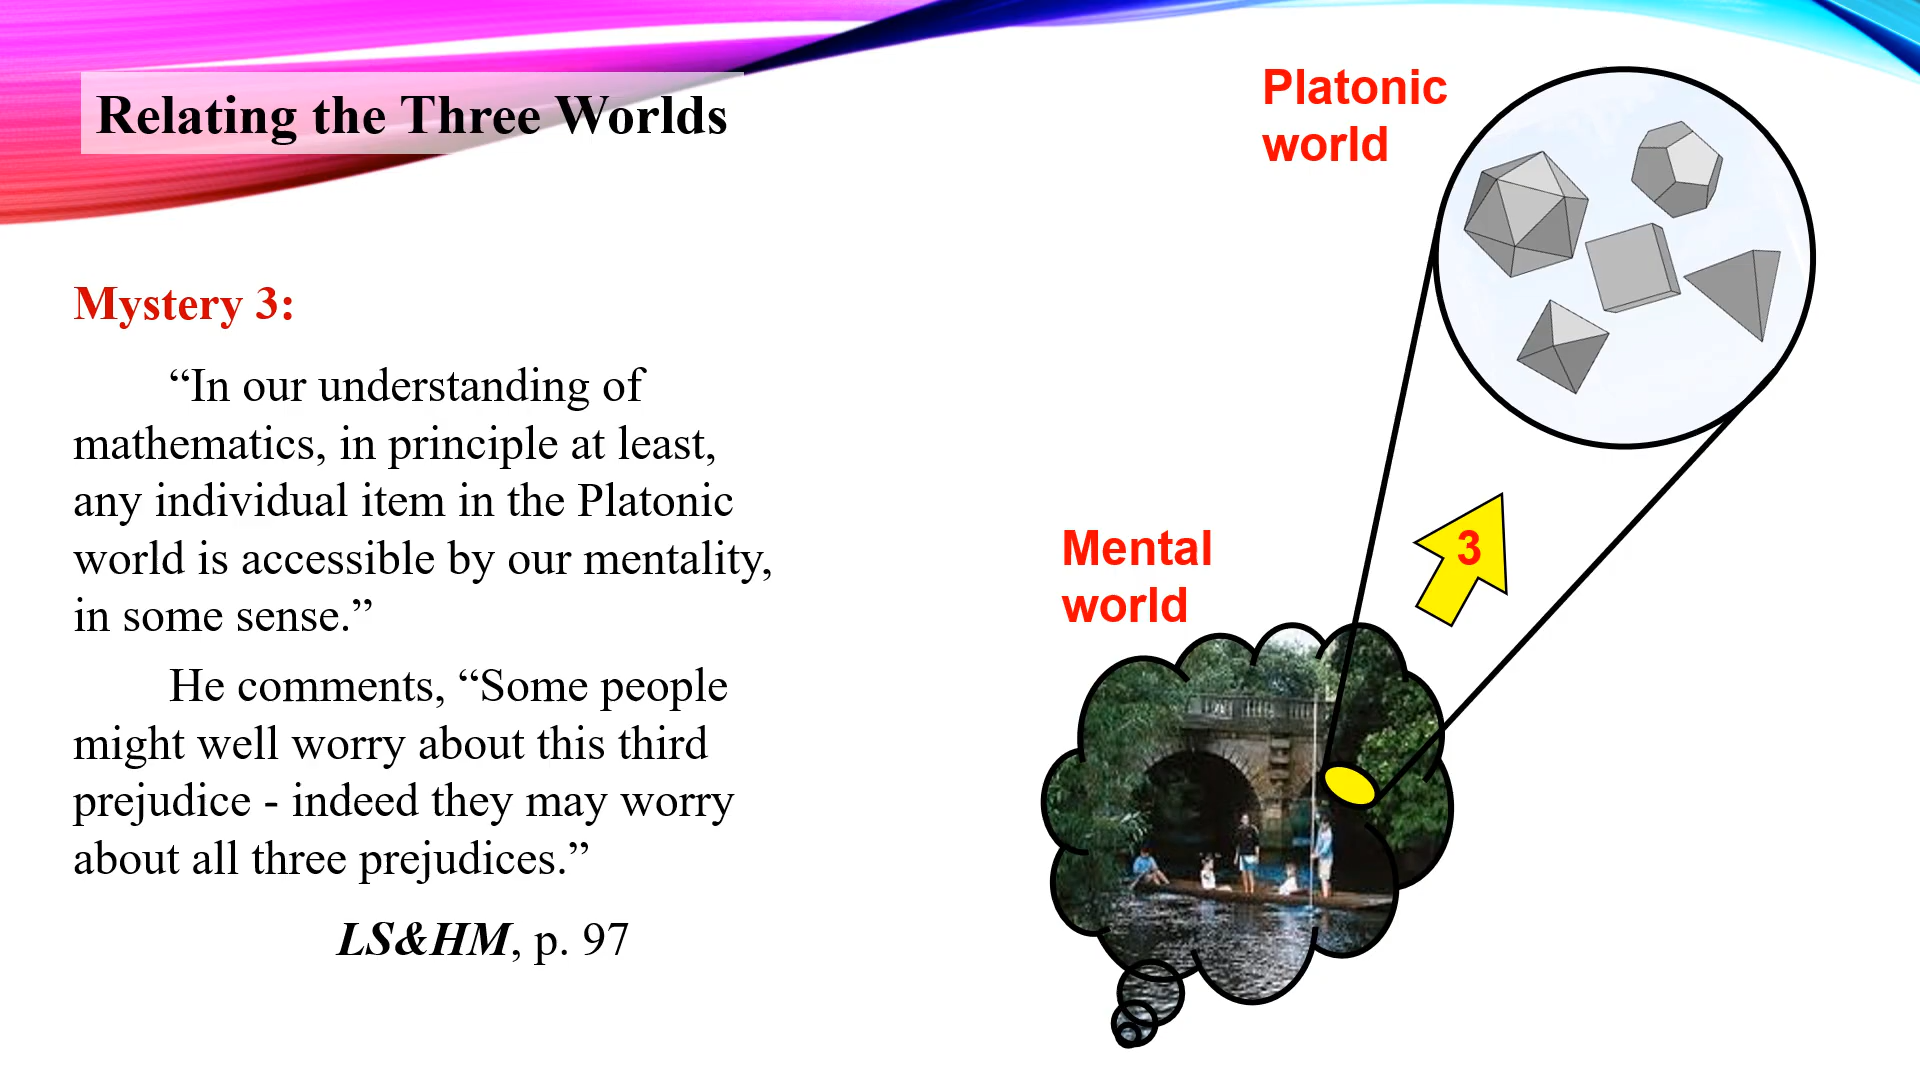 Relating the Three Worlds
Platonic
world
Mystery 3:
“In our understanding of
mathematics, in principle at least,
any individual item in the Platonic
world is accessible by our mentality,
in some sense.”
He comments, “Some people
might well worry about this third
prejudice - indeed they may worry
about all three prejudices.”
LS&HM, p. 97
Mental
world
3